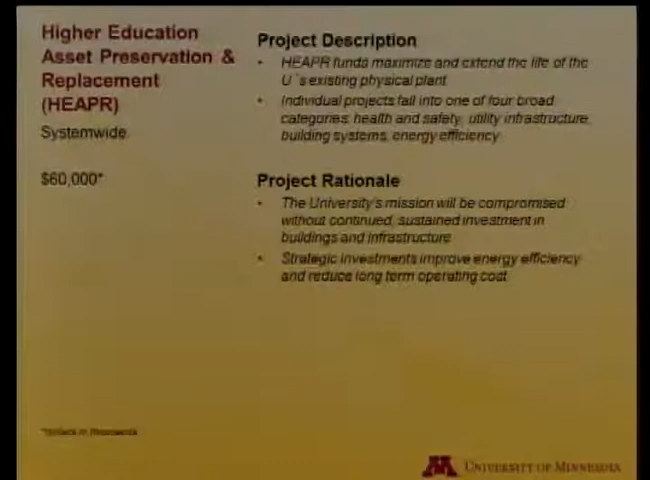 Higher Education
Asset Preservation &
Replacement
(HEAPR)
Systemwide
$60,000*
Project Description
• HEAPR funds maximize and extend the life of the
U's existing physical plant
• Individual projects fall into one of four broad
categories: health and safety, utility infrastructure,
building systems, energy efficiency
Project Rationale
• The University's mission will be compromised
without continued, sustained investment in
buildings and infrastructure
• Strategic investments improve energy efficiency
and reduce long term operating cost
*Dollars in thousands
M UNIVERSITY OF MINNESOTA